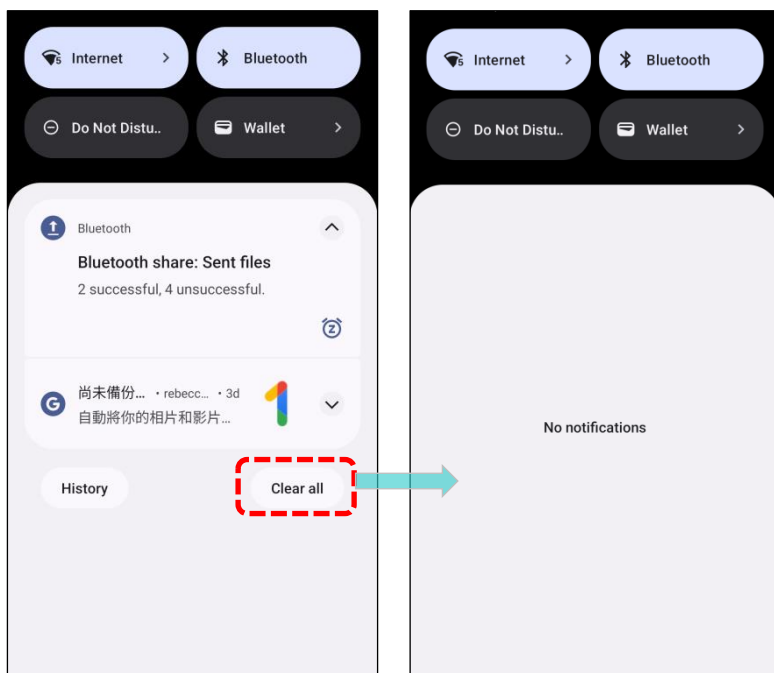 Internet
Bluetooth
Do Not Distu..
Wallet
Bluetooth
Bluetooth share: Sent files
2 successful, 4 unsuccessful.
尚未備份... · rebecc... · 3d
自動將你的相片和影片...
History
Clear all
Internet
Bluetooth
Do Not Distu..
Wallet
No notifications